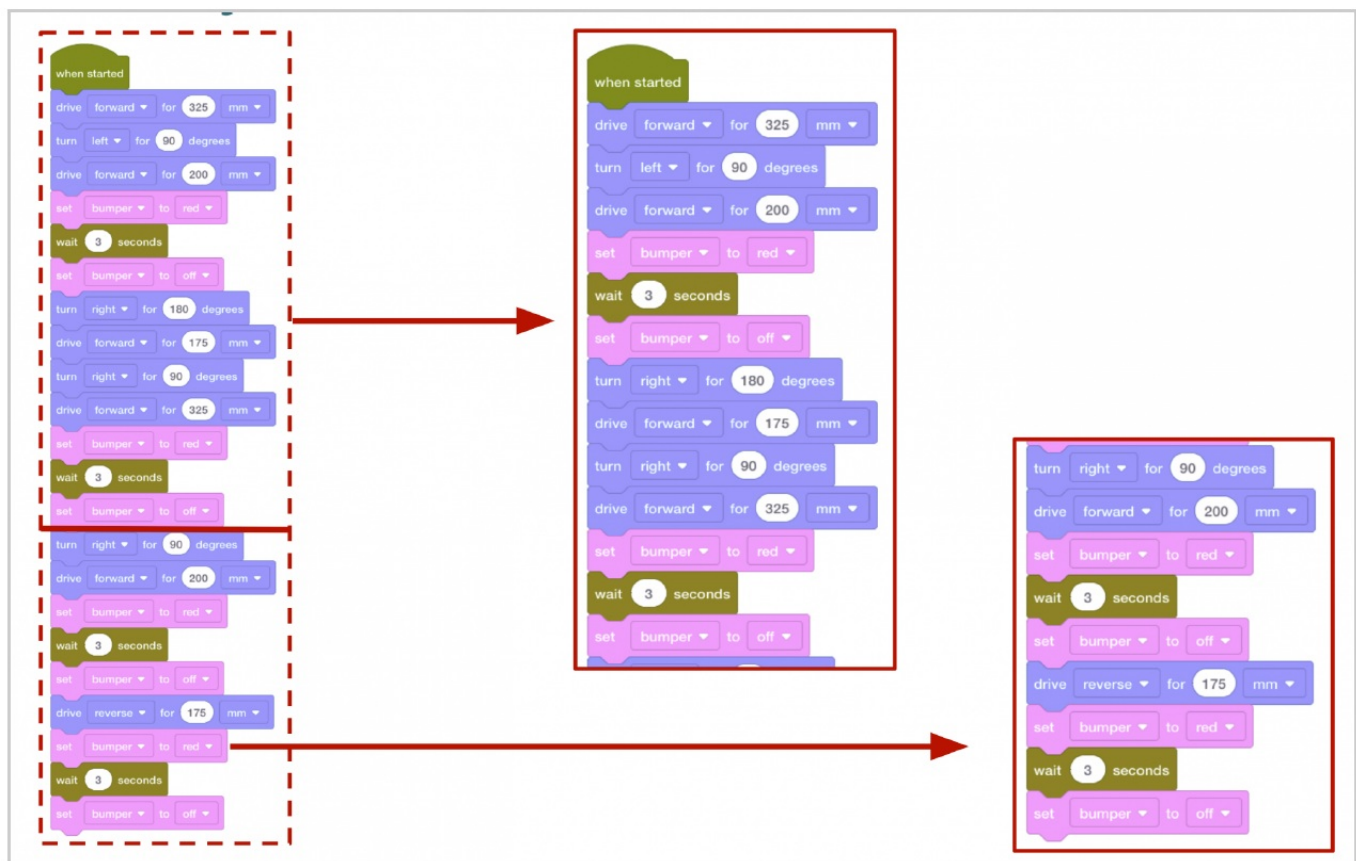 when started
drive forward for 325 mm
turn left for 90 degrees
drive forward for 200 mm
set bumper to red
wait 3 seconds
set bumper to off
turn right for 180 degrees
drive forward for 175 mm
turn right for 90 degrees
drive forward for 325 mm
set bumper to red
wait 3 seconds
set bumper to off
turn right for 90 degrees
drive forward for 200 mm
set bumper to red
wait 3 seconds
set bumper to off
drive reverse for 175 mm
set bumper to red
wait 3 seconds
set bumper to off
when started
drive forward for 325 mm
turn left for 90 degrees
drive forward for 200 mm
set bumper to red
wait 3 seconds
set bumper to off
turn right for 180 degrees
drive forward for 175 mm
turn right for 90 degrees
drive forward for 325 mm
set bumper to red
wait 3 seconds
set bumper to off
turn right for 90 degrees
drive forward for 200 mm
set bumper to red
wait 3 seconds
set bumper to off
drive reverse for 175 mm
set bumper to red
wait 3 seconds
set bumper to off